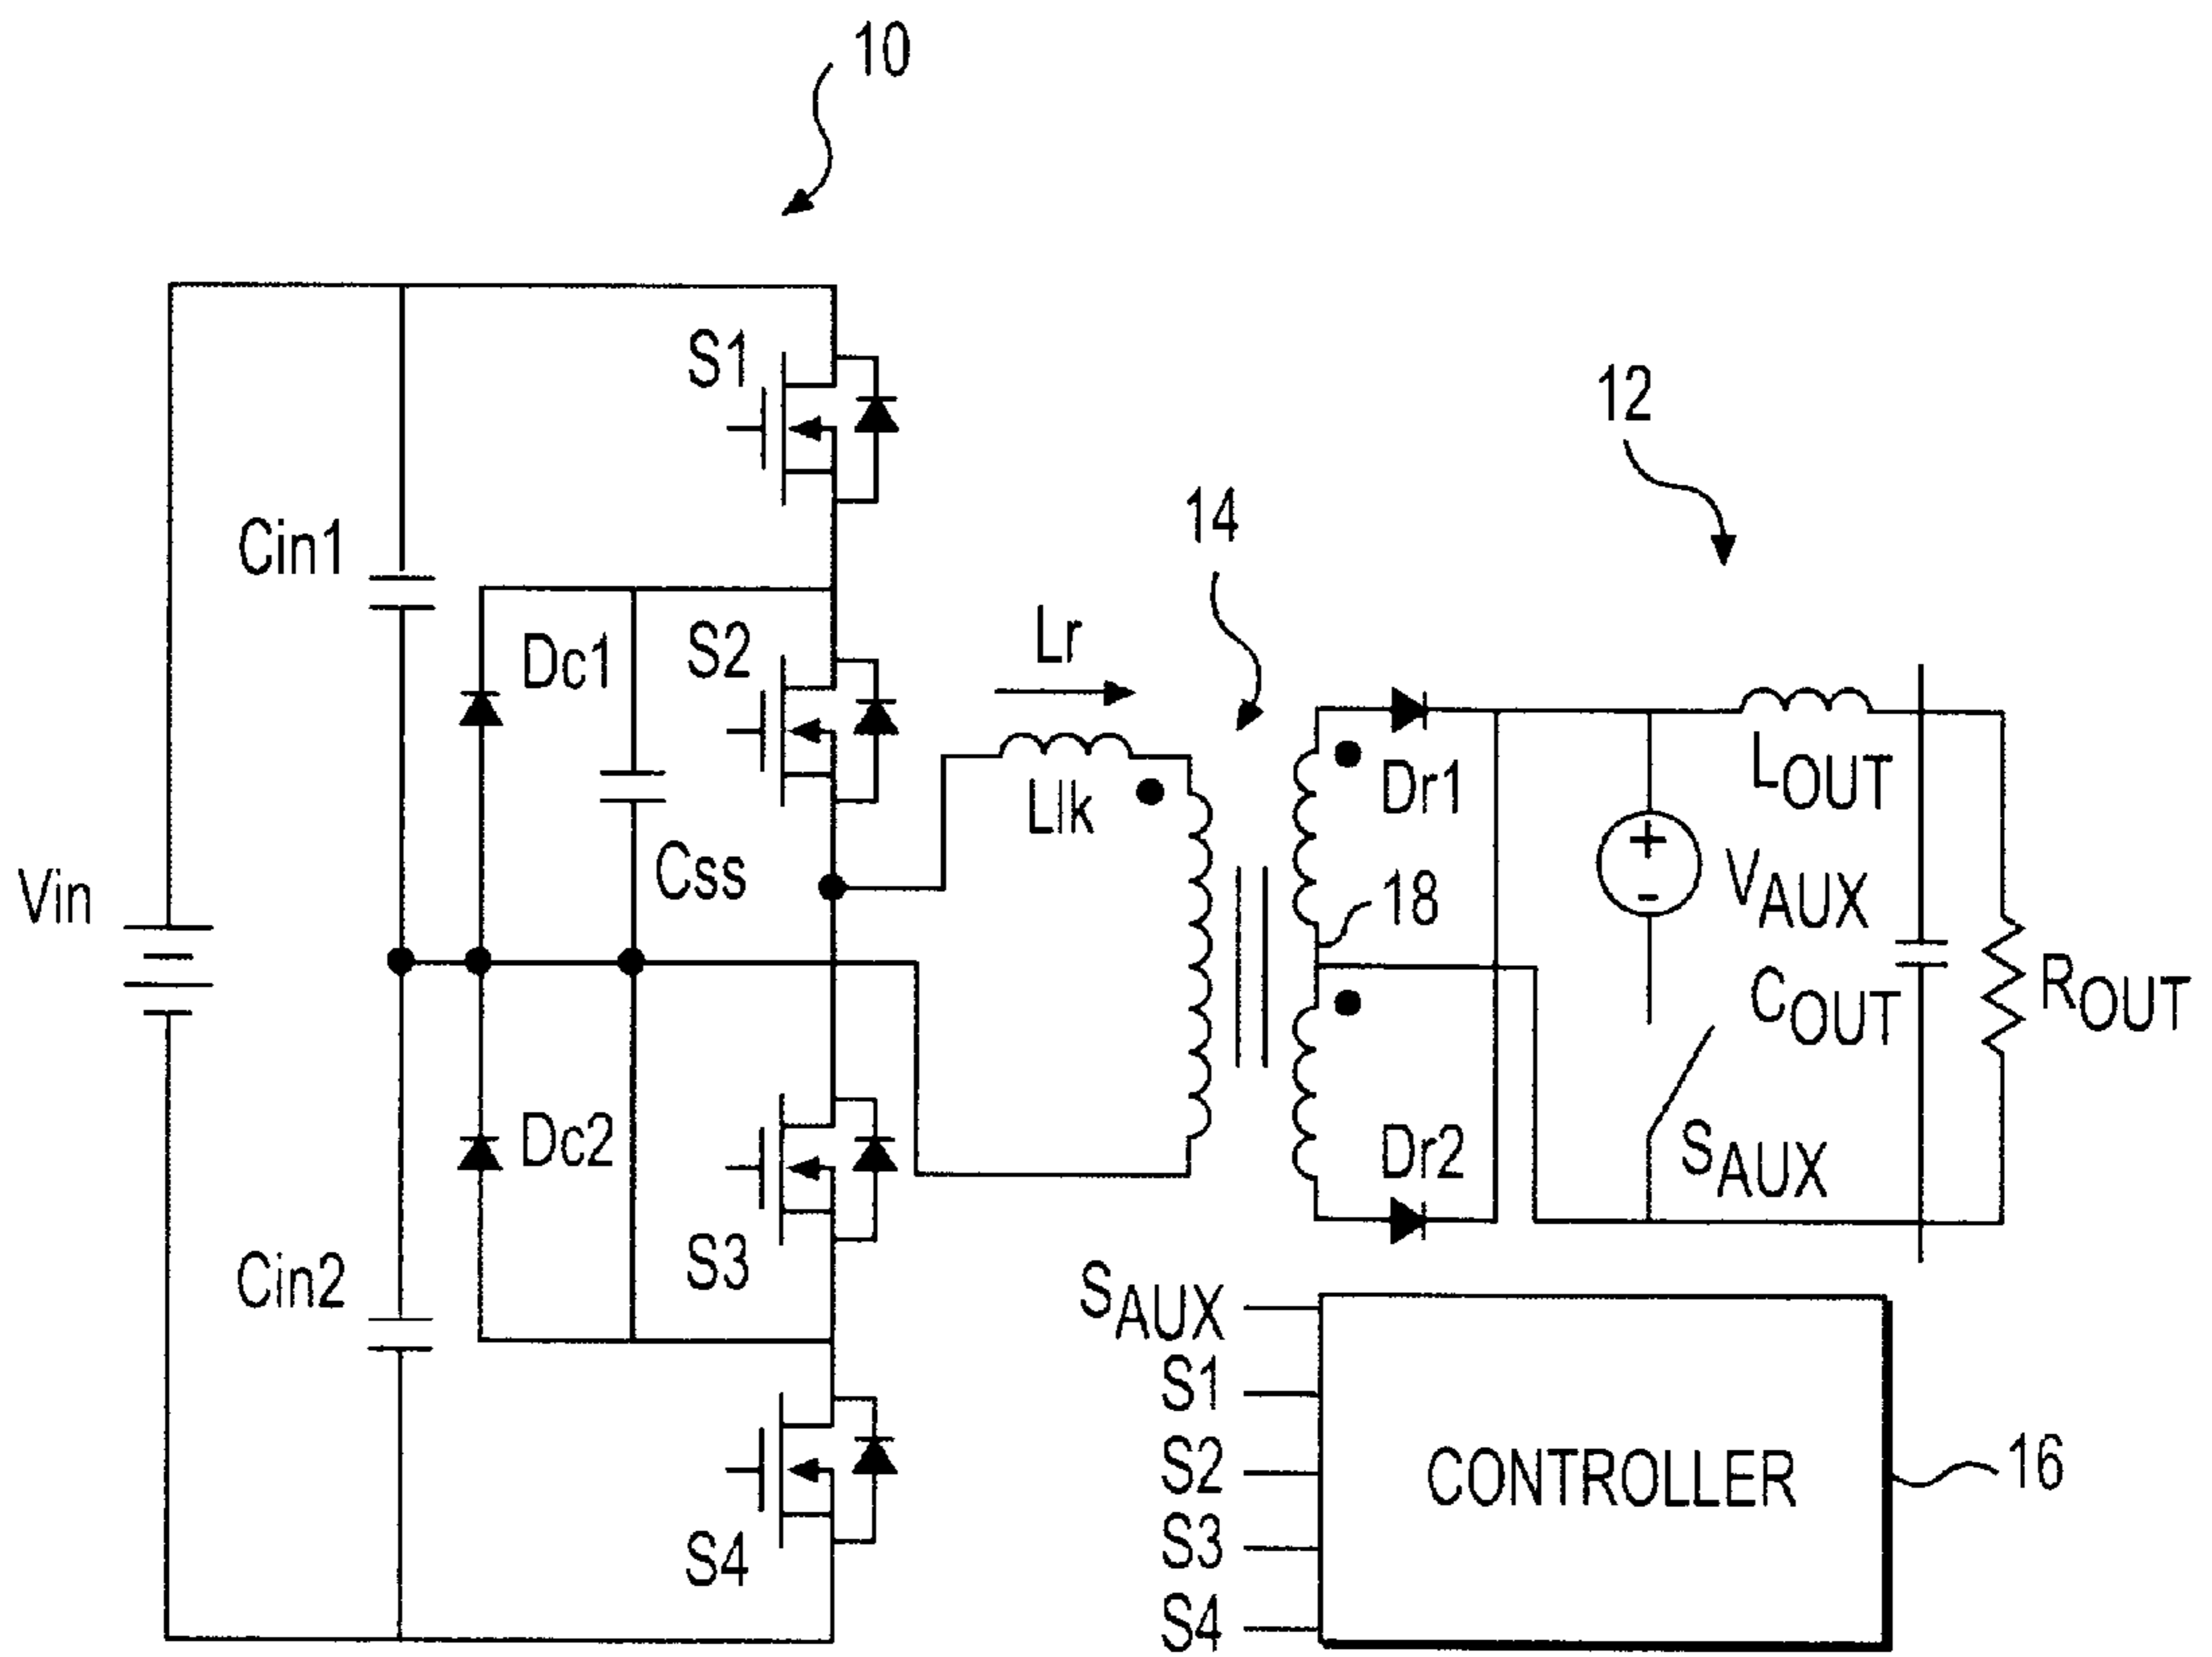 10
S1
12
Cin1
14
Dc1
S2
Lr
Llk
Dr1
LOUT
Vin
Css
18
VAUX
COUT
ROUT
+
-
Dc2
Dr2
SAUX
S3
Cin2
SAUX
S1
S2
S3
S4
CONTROLLER
16
S4